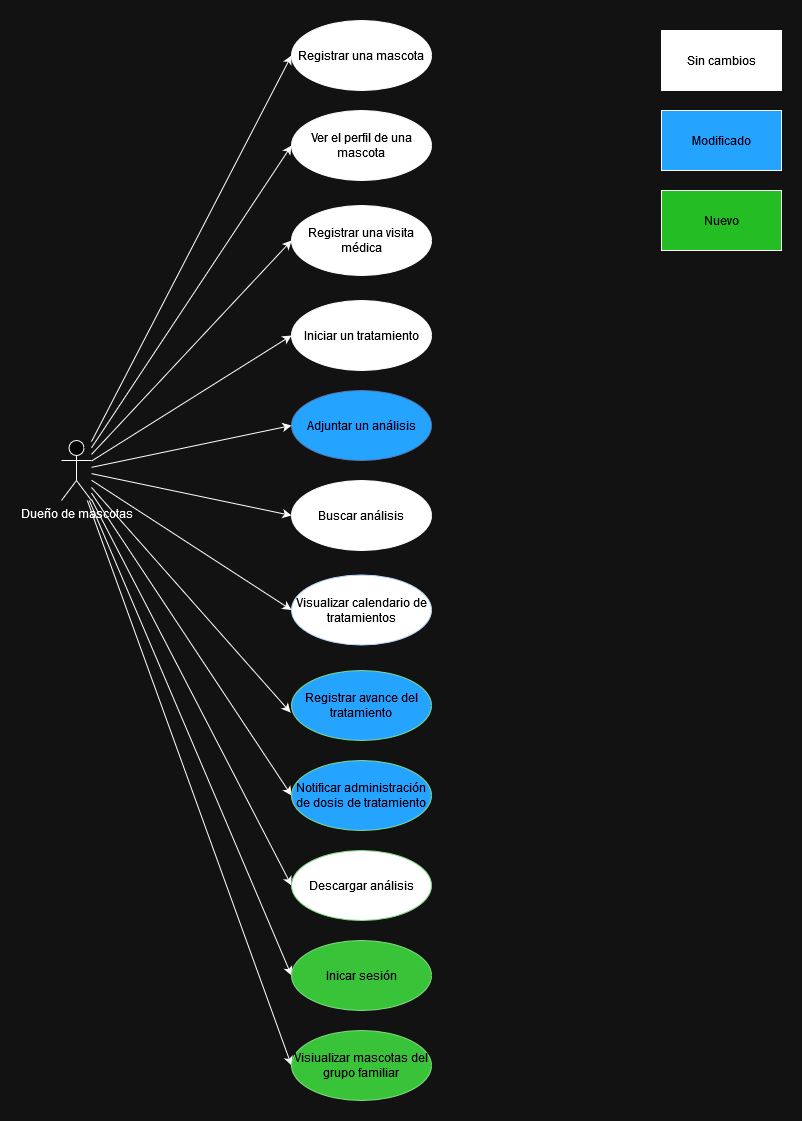 Registrar una mascota
Ver el perfil de una
mascota
Registrar una visita
médica
Iniciar un tratamiento
Adjuntar un análisis
Buscar análisis
Visualizar calendario de
tratamientos
Registrar avance del
tratamiento
Notificar administración
de dosis de tratamiento
Descargar análisis
Inicar sesión
Visiualizar mascotas del
grupo familiar
Dueño de mascotas
Sin cambios
Modificado
Nuevo